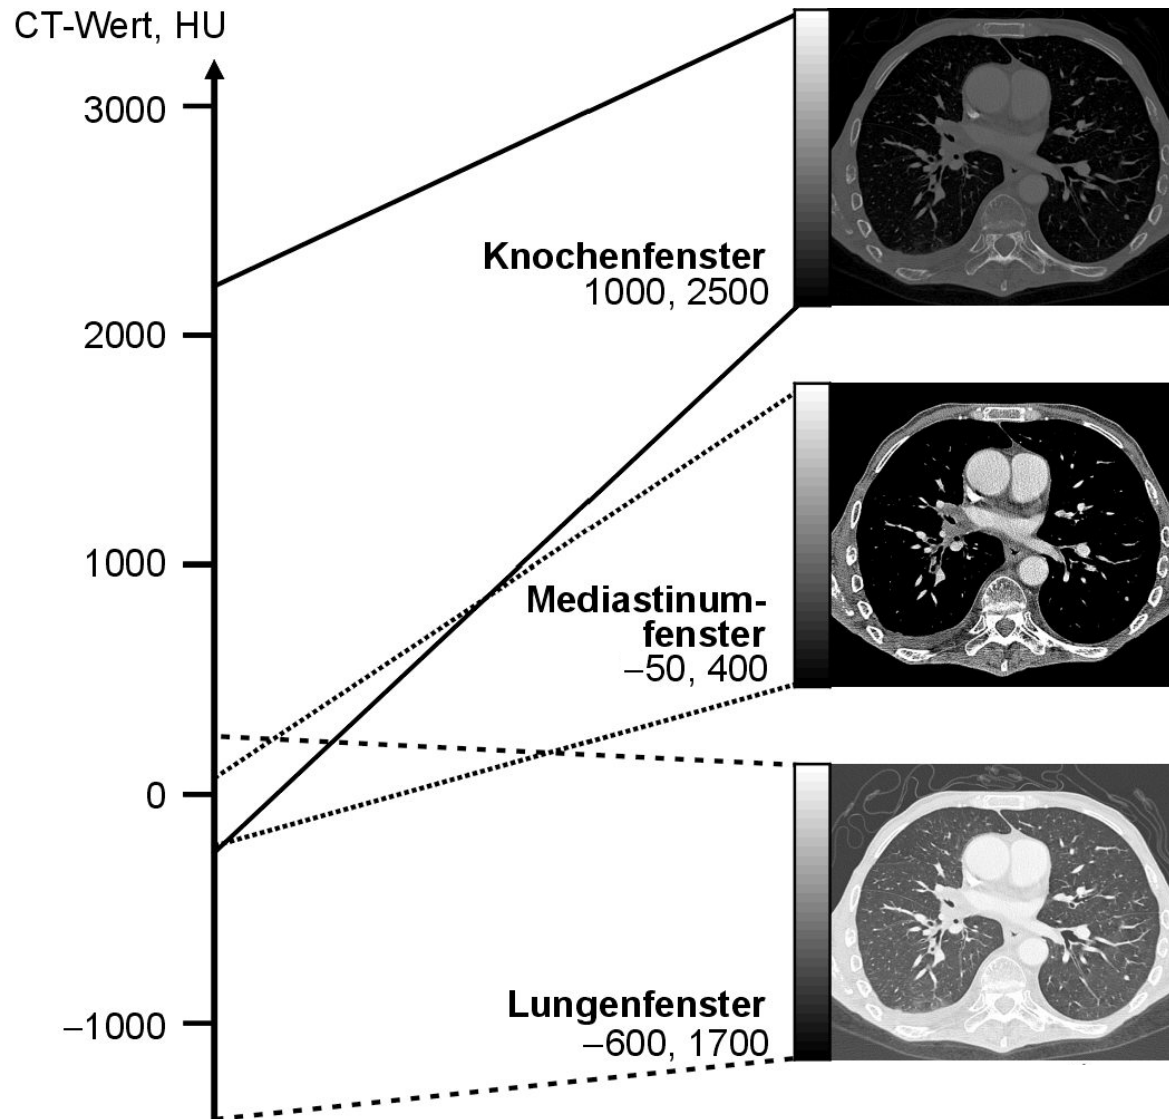 CT-Wert, HU
3000
2000
1000
0
–1000
Knochenfenster
1000, 2500
Mediastinum-
fenster
–50, 400
Lungenfenster
–600, 1700